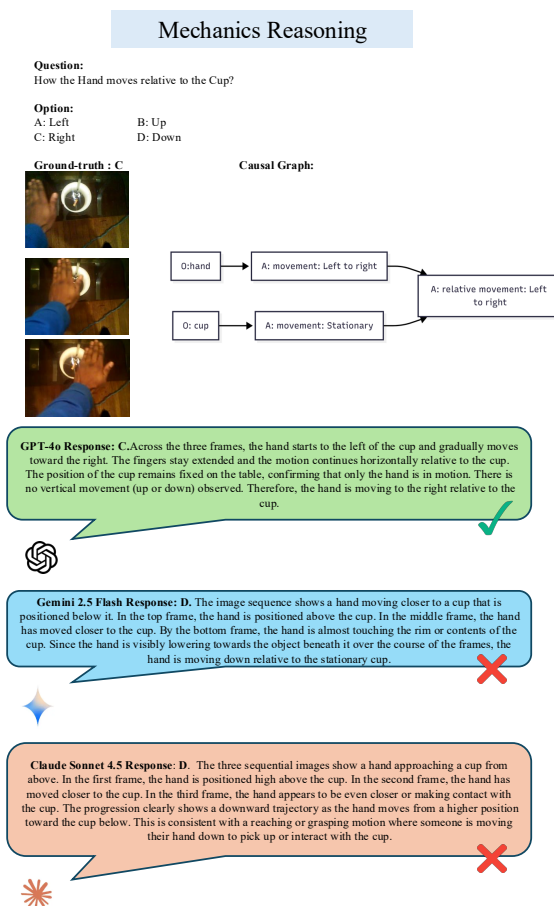 Mechanics Reasoning
Question:
How the Hand moves relative to the Cup?
Option:
A: Left B: Up
C: Right D: Down
Ground-truth : C Causal Graph:
O:hand A: movement: Left to right
A: relative movement: Left
to right
O: cup A: movement: Stationary
GPT-4o Response: C.Across the three frames, the hand starts to the left of the cup and gradually moves
toward the right. The fingers stay extended and the motion continues horizontally relative to the cup.
The position of the cup remains fixed on the table, confirming that only the hand is in motion. There is
no vertical movement (up or down) observed. Therefore, the hand is moving to the right relative to the
cup.
Gemini 2.5 Flash Response: D. The image sequence shows a hand moving closer to a cup that is
positioned below it. In the top frame, the hand is positioned above the cup. In the middle frame, the hand
has moved closer to the cup. By the bottom frame, the hand is almost touching the rim or contents of the
cup. Since the hand is visibly lowering towards the object beneath it over the course of the frames, the
hand is moving down relative to the stationary cup.
Claude Sonnet 4.5 Response: D. The three sequential images show a hand approaching a cup from
above. In the first frame, the hand is positioned high above the cup. In the second frame, the hand has
moved closer to the cup. In the third frame, the hand appears to be even closer or making contact with
the cup. The progression clearly shows a downward trajectory as the hand moves from a higher position
toward the cup below. This is consistent with a reaching or grasping motion where someone is moving
their hand down to pick up or interact with the cup.